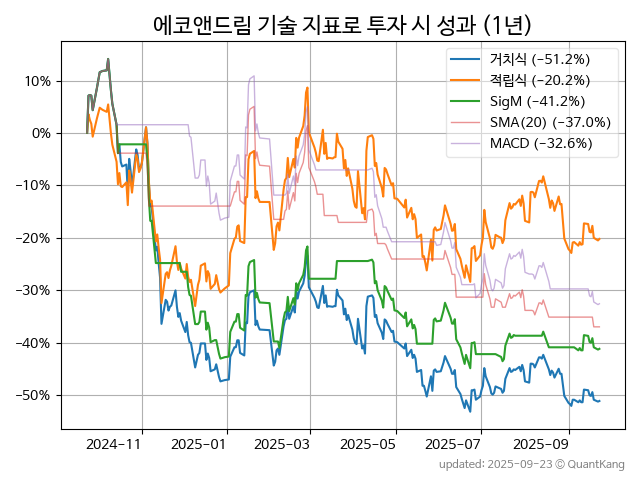 에코앤드림 기술 지표로 투자 시 성과 (1년)
거치식 (−51.2%)
적립식 (−20.2%)
SigM (−41.2%)
SMA(20) (−37.0%)
MACD (−32.6%)
10%
0%
−10%
−20%
−30%
−40%
−50%
2024-11 2025-01 2025-03 2025-05 2025-07 2025-09
updated: 2025-09-23 © QuantKang